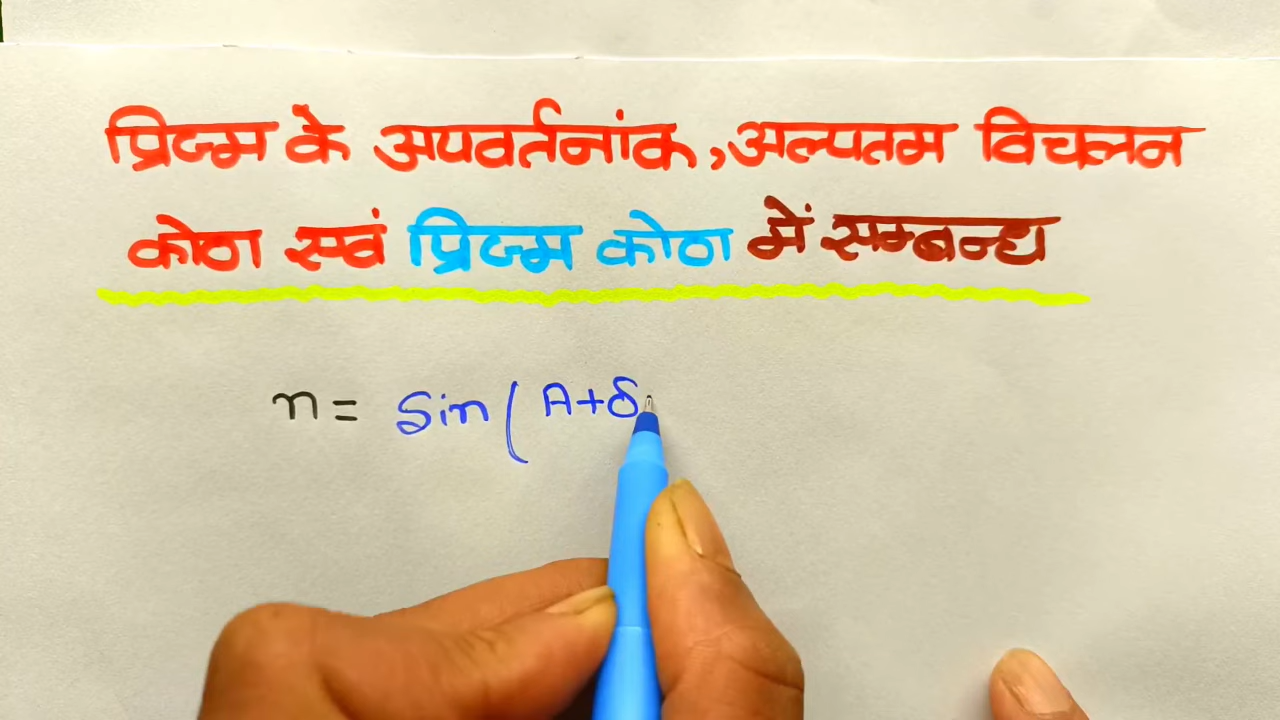 प्रिज्म के अपवर्तनांक, अल्पतम विचलन
कोण एवं प्रिज्म कोण में सम्बन्ध
n = Sin( A+δ